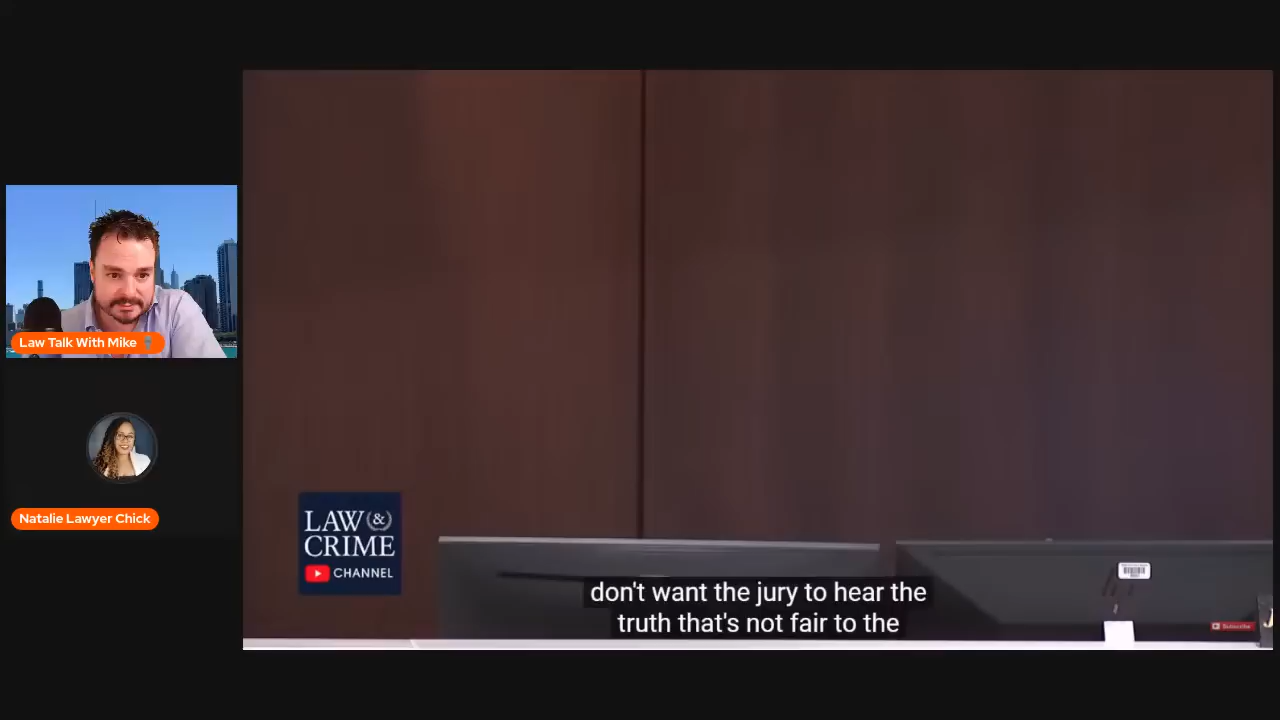 Law Talk With Mike
Natalie Lawyer Chick
LAW &
CRIME
CHANNEL
don't want the jury to hear the
truth that's not fair to the
Subscribe